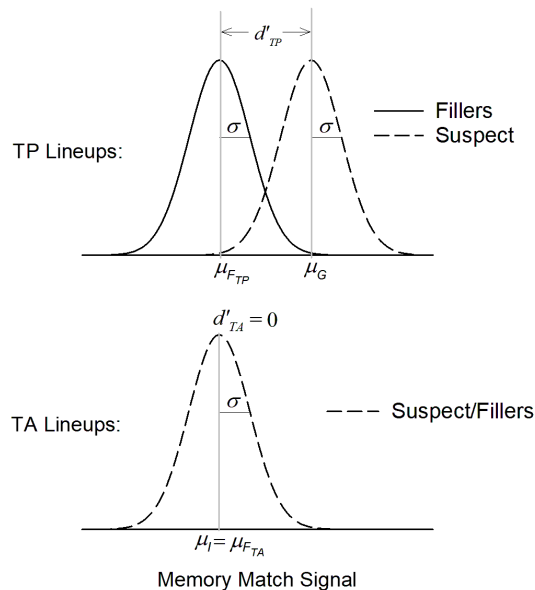 d'TP
Fillers
Suspect
TP Lineups:
σ
σ
μFTP
μG
d'TA = 0
TA Lineups:
σ
Suspect/Fillers
μI = μFTA
Memory Match Signal